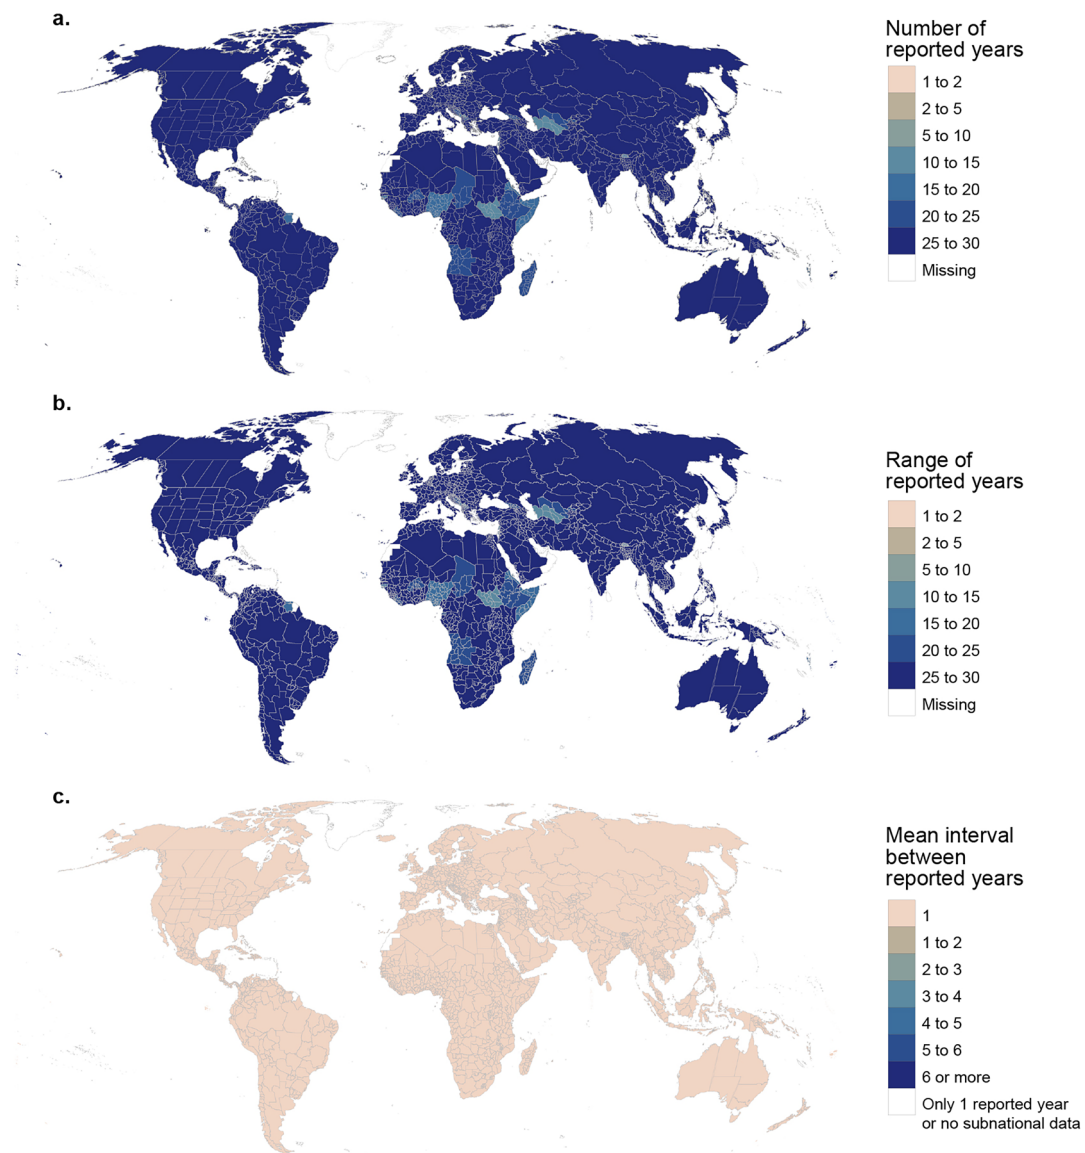 a.
Number of
reported years
1 to 2
2 to 5
5 to 10
10 to 15
15 to 20
20 to 25
25 to 30
Missing
b.
Range of
reported years
1 to 2
2 to 5
5 to 10
10 to 15
15 to 20
20 to 25
25 to 30
Missing
c.
Mean interval
between
reported years
1
1 to 2
2 to 3
3 to 4
4 to 5
5 to 6
6 or more
Only 1 reported year
or no subnational data